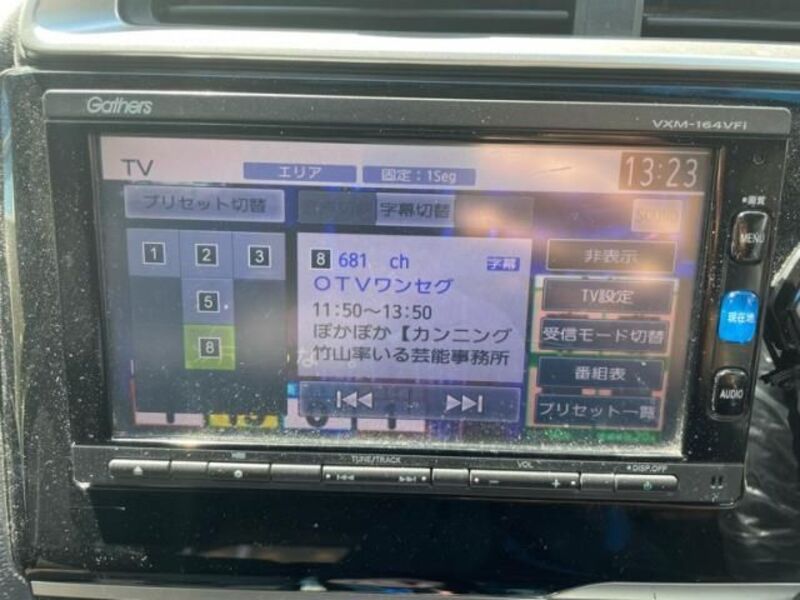 Gathers
VXM-164VFi
TV
エリア
固定：1Seg
13:23
プリセット切替
字幕切替
1 2 3
5
8
8 681 ch 字幕
OTVワンセグ
11:50～13:50
ぽかぽか【カンニング
竹山率いる芸能事務所
非表示
TV設定
受信モード切替
番組表
プリセット一覧
画質
MENU
現在地
AUDIO
TUNE/TRACK
VOL
DISP.OFF